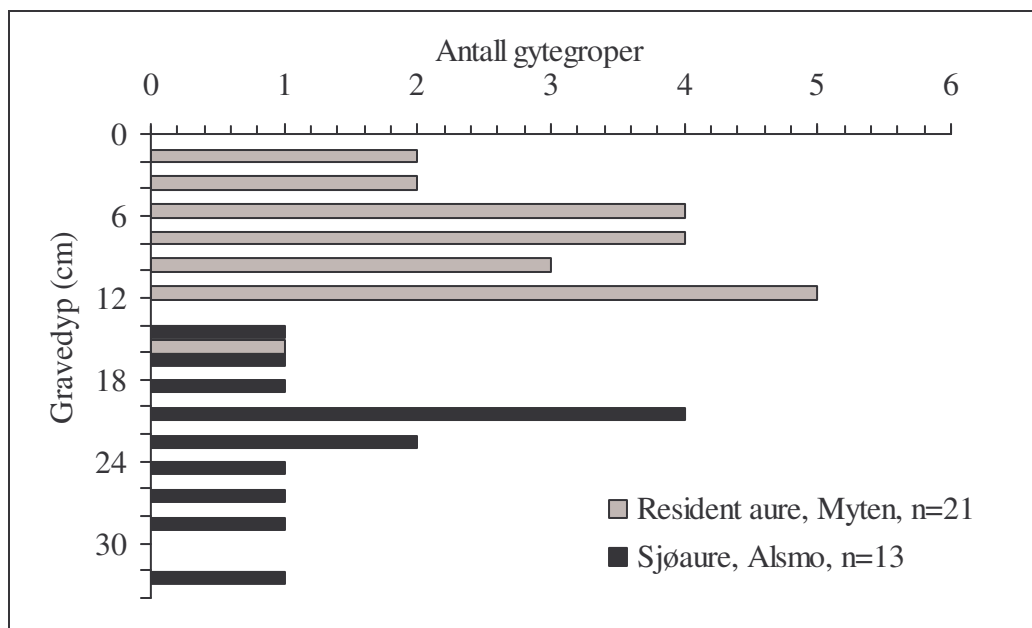 Antall gytegroper
0 1 2 3 4 5 6
0
6
12
18
24
30
Gravedyp (cm)
Resident aure, Myten, n=21
Sjøaure, Alsmo, n=13